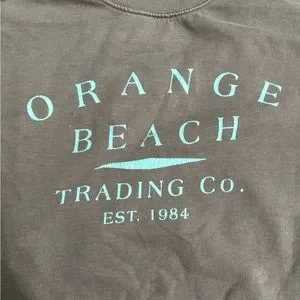 ORANGE
BEACH
TRADING CO.
EST. 1984